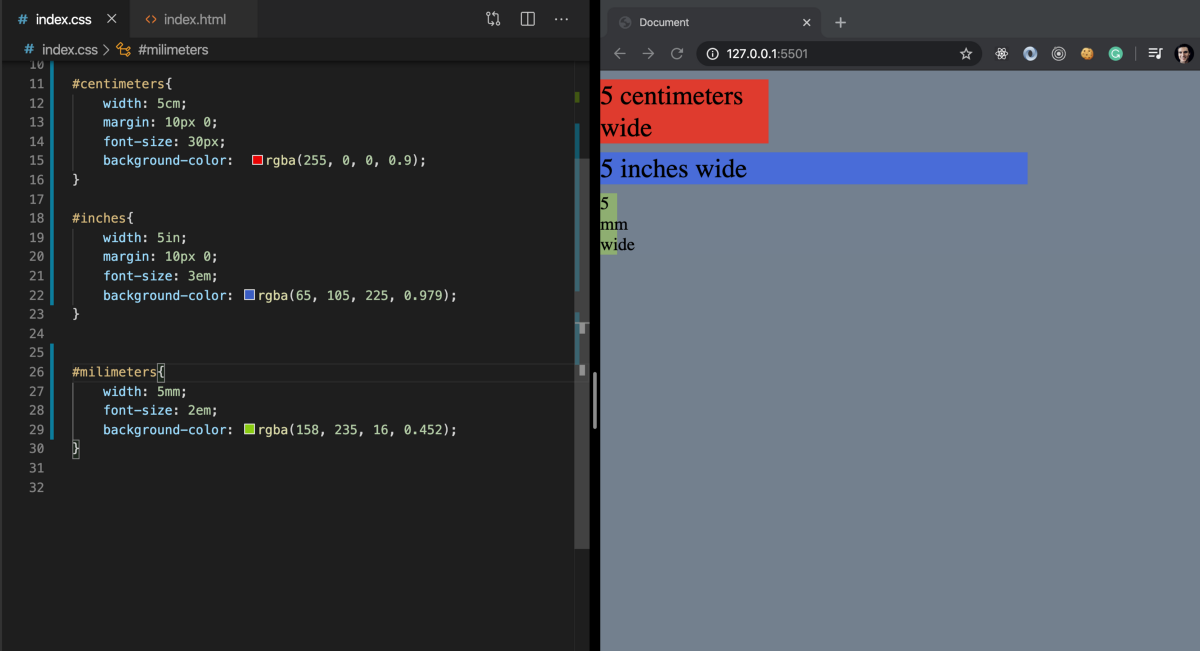 # index.css ×
<> index.html
# index.css > #milimeters
10
11 #centimeters{
12 width: 5cm;
13 margin: 10px 0;
14 font-size: 30px;
15 background-color: rgba(255, 0, 0, 0.9);
16 }
17
18 #inches{
19 width: 5in;
20 margin: 10px 0;
21 font-size: 3em;
22 background-color: rgba(65, 105, 225, 0.979);
23 }
24
25
26 #milimeters{
27 width: 5mm;
28 font-size: 2em;
29 background-color: rgba(158, 235, 16, 0.452);
30 }
31
32
Document
127.0.0.1:5501
5 centimeters
wide
5 inches wide
5
mm
wide